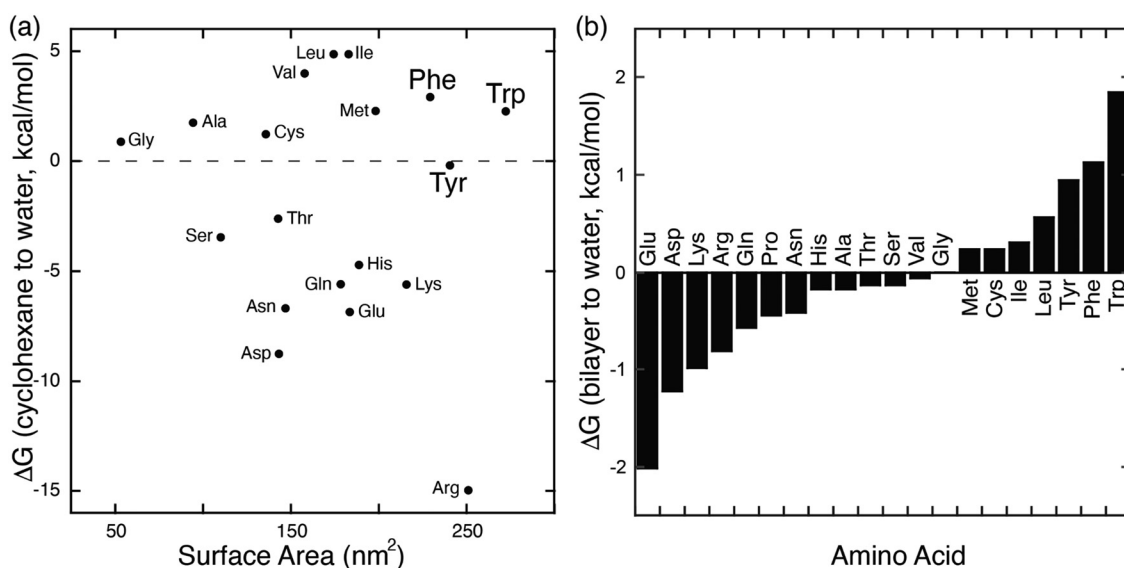 (a)
ΔG (cyclohexane to water, kcal/mol)
5
0
-5
-10
-15
Leu
Ile
Val
Phe
Trp
Met
Ala
Gly
Cys
Tyr
Thr
Ser
His
Gln
Lys
Asn
Glu
Asp
Arg
50
150
250
Surface Area (nm²)
(b)
ΔG (bilayer to water, kcal/mol)
2
1
0
-1
-2
Glu
Asp
Lys
Arg
Gln
Pro
Asn
His
Ala
Thr
Ser
Val
Gly
Met
Cys
Ile
Leu
Tyr
Phe
Trp
Amino Acid